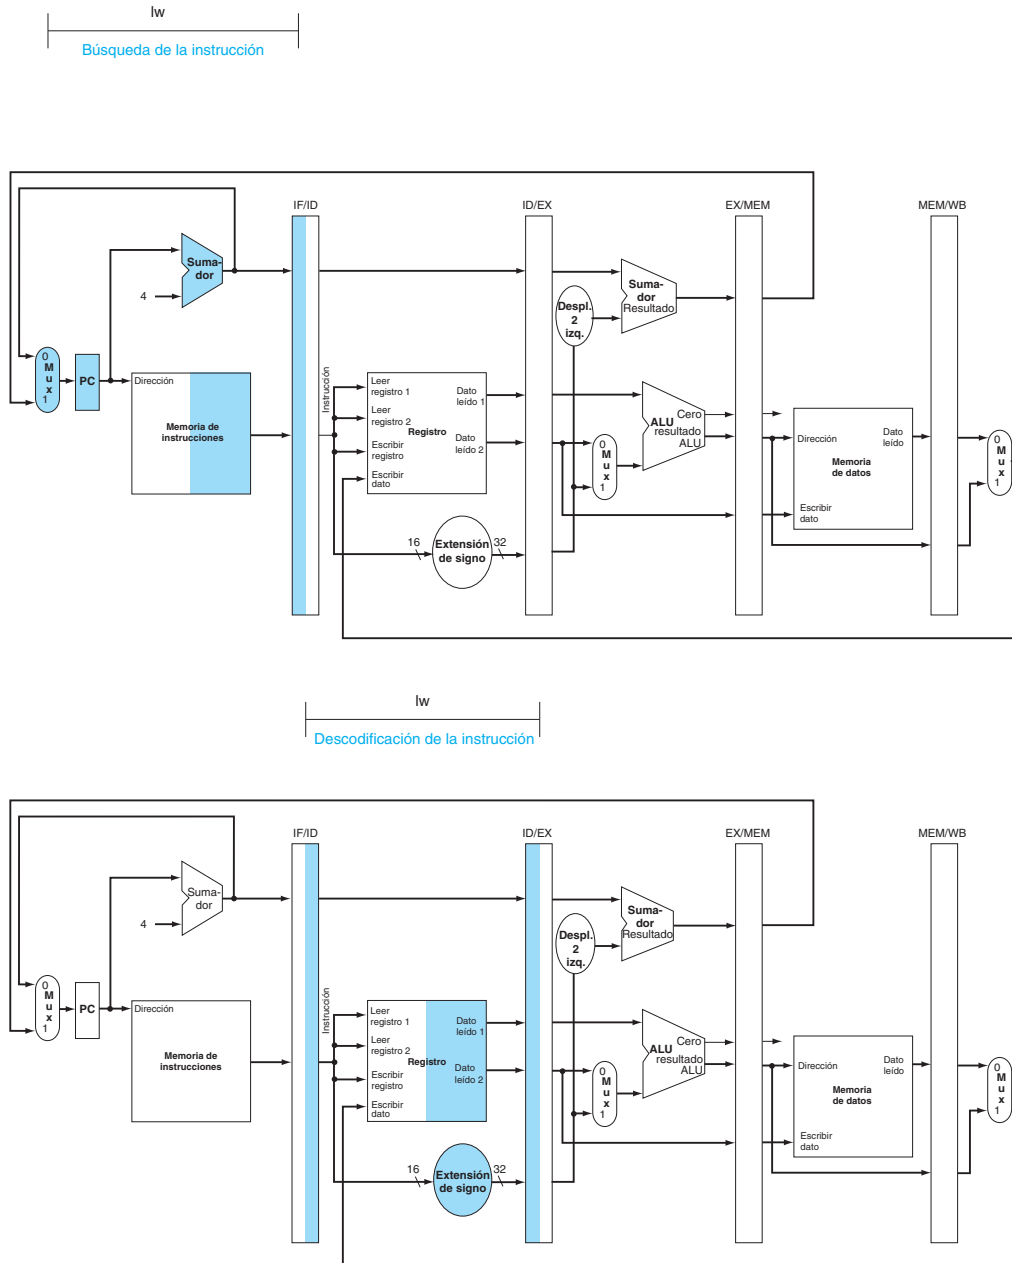 lw
Búsqueda de la instrucción
IF/ID
ID/EX
EX/MEM
MEM/WB
Suma-
dor
4
Suma-
dor
Resultado
Despl.
2
izq.
0
M
u
x
1
PC
Dirección
Memoria de
instrucciones
Instrucción
Leer
registro 1
Leer
registro 2
Escribir
registro
Escribir
dato
Registro
Dato
leído 1
Dato
leído 2
0
M
u
x
1
ALU
Cero
resultado
ALU
Dirección
Dato
leído
Memoria
de datos
Escribir
dato
0
M
u
x
1
16
Extensión
de signo
32
lw
Descodificación de la instrucción
IF/ID
ID/EX
EX/MEM
MEM/WB
Suma-
dor
4
Suma-
dor
Resultado
Despl.
2
izq.
0
M
u
x
1
PC
Dirección
Memoria de
instrucciones
Instrucción
Leer
registro 1
Leer
registro 2
Escribir
registro
Escribir
dato
Registro
Dato
leído 1
Dato
leído 2
0
M
u
x
1
ALU
Cero
resultado
ALU
Dirección
Dato
leído
Memoria
de datos
Escribir
dato
0
M
u
x
1
16
Extensión
de signo
32